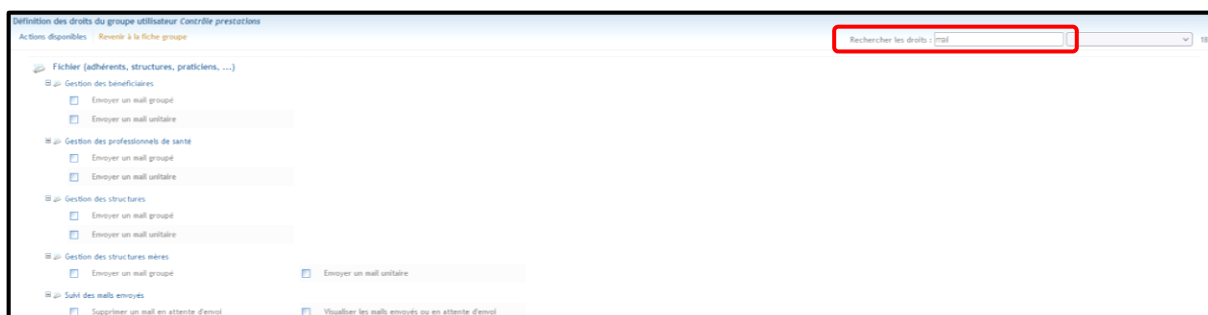 Définition des droits du groupe utilisateur Contrôle prestations
Actions disponibles Revenir à la fiche groupe
Rechercher les droits : mail
18
Fichier (adhérents, structures, praticiens, ...)
Gestion des bénéficiaires
Envoyer un mail groupé
Envoyer un mail unitaire
Gestion des professionnels de santé
Envoyer un mail groupé
Envoyer un mail unitaire
Gestion des structures
Envoyer un mail groupé
Envoyer un mail unitaire
Gestion des structures mères
Envoyer un mail groupé Envoyer un mail unitaire
Suivi des mails envoyés
Supprimer un mail en attente d'envoi Visualiser les mails envoyés ou en attente d'envoi